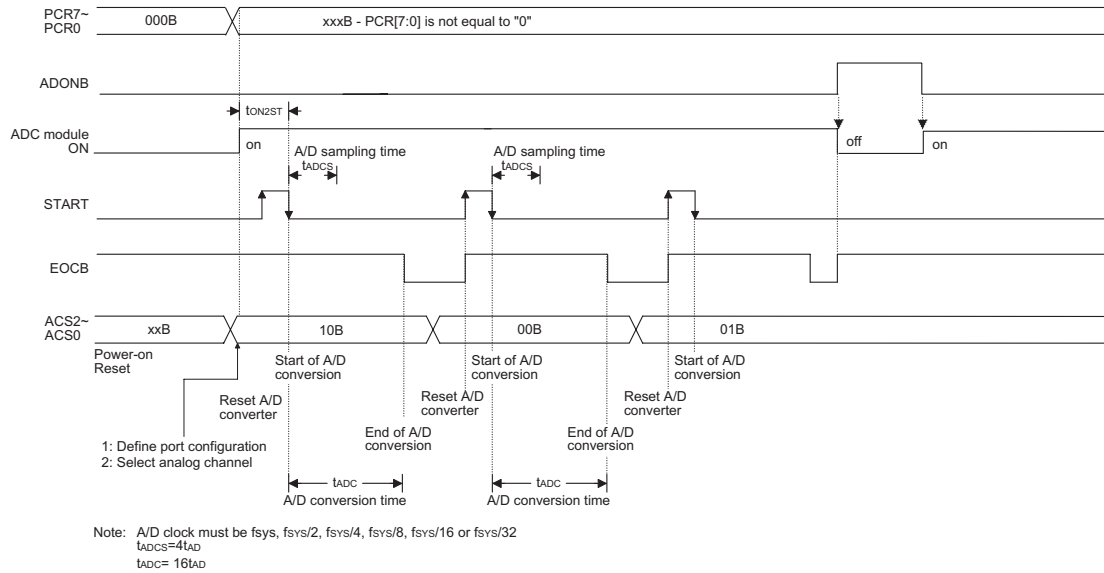 PCR7~
PCR0
000B
xxxB - PCR[7:0] is not equal to "0"
ADONB
tON2ST
ADC module
ON
on
off
on
A/D sampling time
tADCS
A/D sampling time
tADCS
START
EOCB
ACS2~
ACS0
xxB
10B
00B
01B
Power-on
Reset
Start of A/D
conversion
Start of A/D
conversion
Start of A/D
conversion
Reset A/D
converter
Reset A/D
converter
Reset A/D
converter
End of A/D
conversion
End of A/D
conversion
1: Define port configuration
2: Select analog channel
tADC
A/D conversion time
tADC
A/D conversion time
Note: A/D clock must be fsys, fSYS/2, fSYS/4, fSYS/8, fSYS/16 or fSYS/32
tADCS=4tAD
tADC= 16tAD